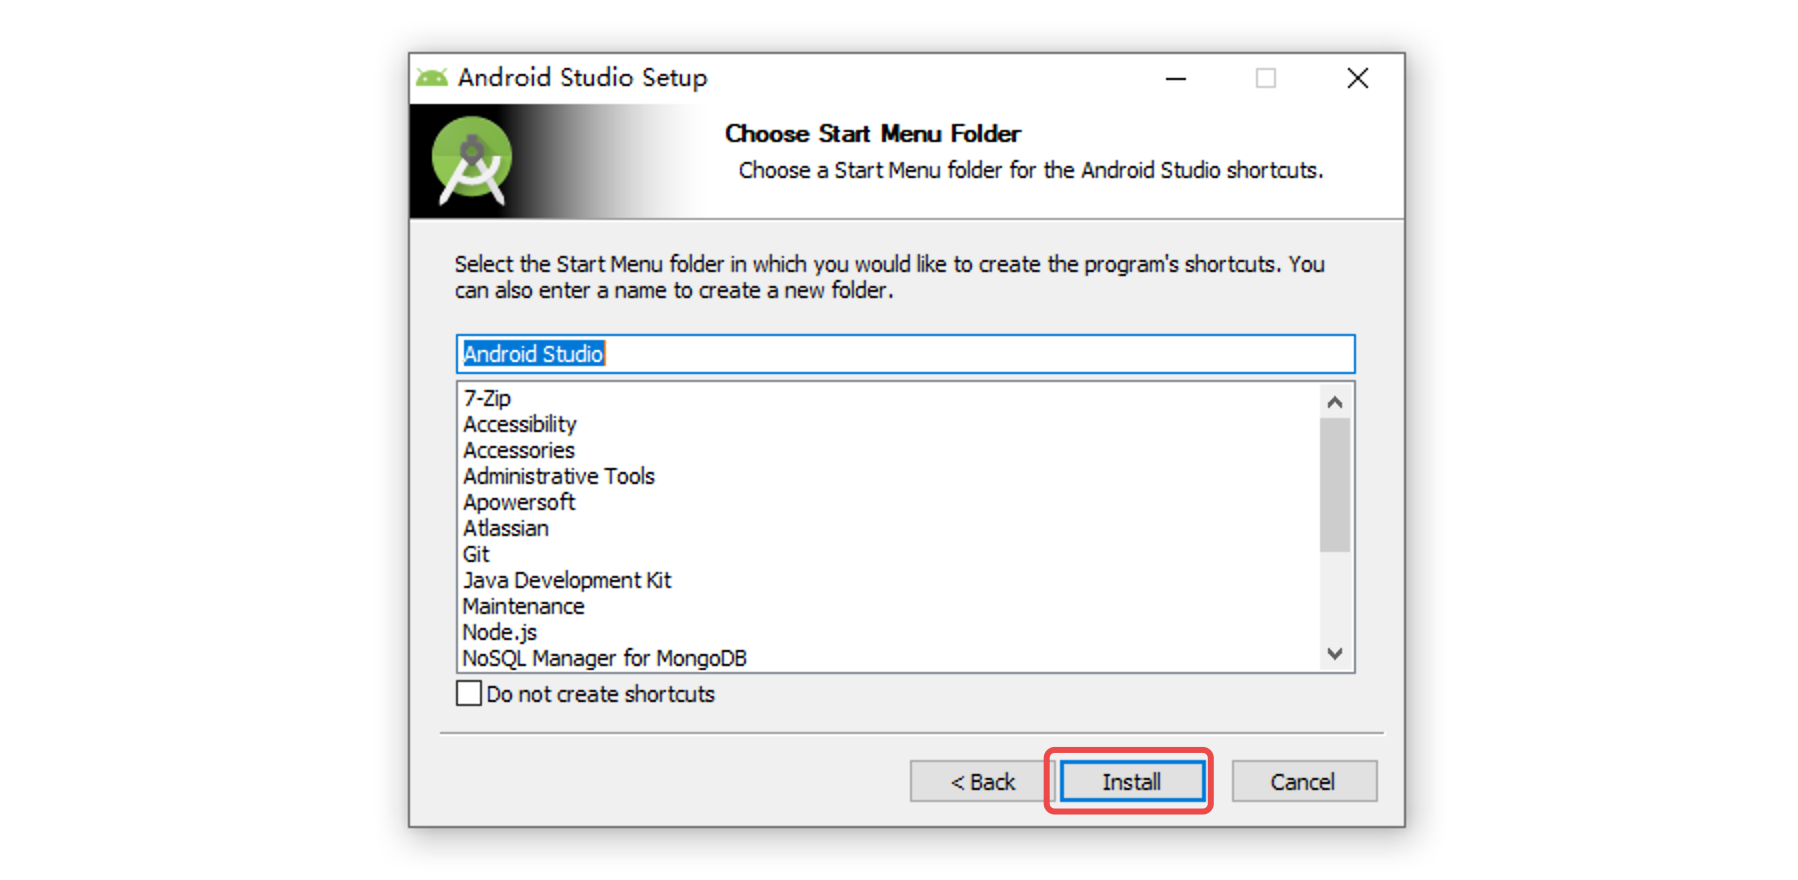 Android Studio Setup
Choose Start Menu Folder
Choose a Start Menu folder for the Android Studio shortcuts.
Select the Start Menu folder in which you would like to create the program's shortcuts. You
can also enter a name to create a new folder.
Android Studio
7-Zip
Accessibility
Accessories
Administrative Tools
Apowersoft
Atlassian
Git
Java Development Kit
Maintenance
Node.js
NoSQL Manager for MongoDB
Do not create shortcuts
< Back
Install
Cancel